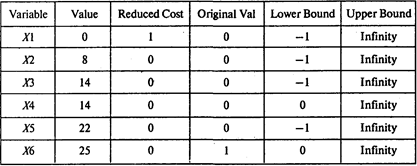 Variable Value Reduced Cost Original Val Lower Bound Upper Bound
X1 0 1 0 −1 Infinity
X2 8 0 0 −1 Infinity
X3 14 0 0 −1 Infinity
X4 14 0 0 0 Infinity
X5 22 0 0 −1 Infinity
X6 25 0 1 0 Infinity